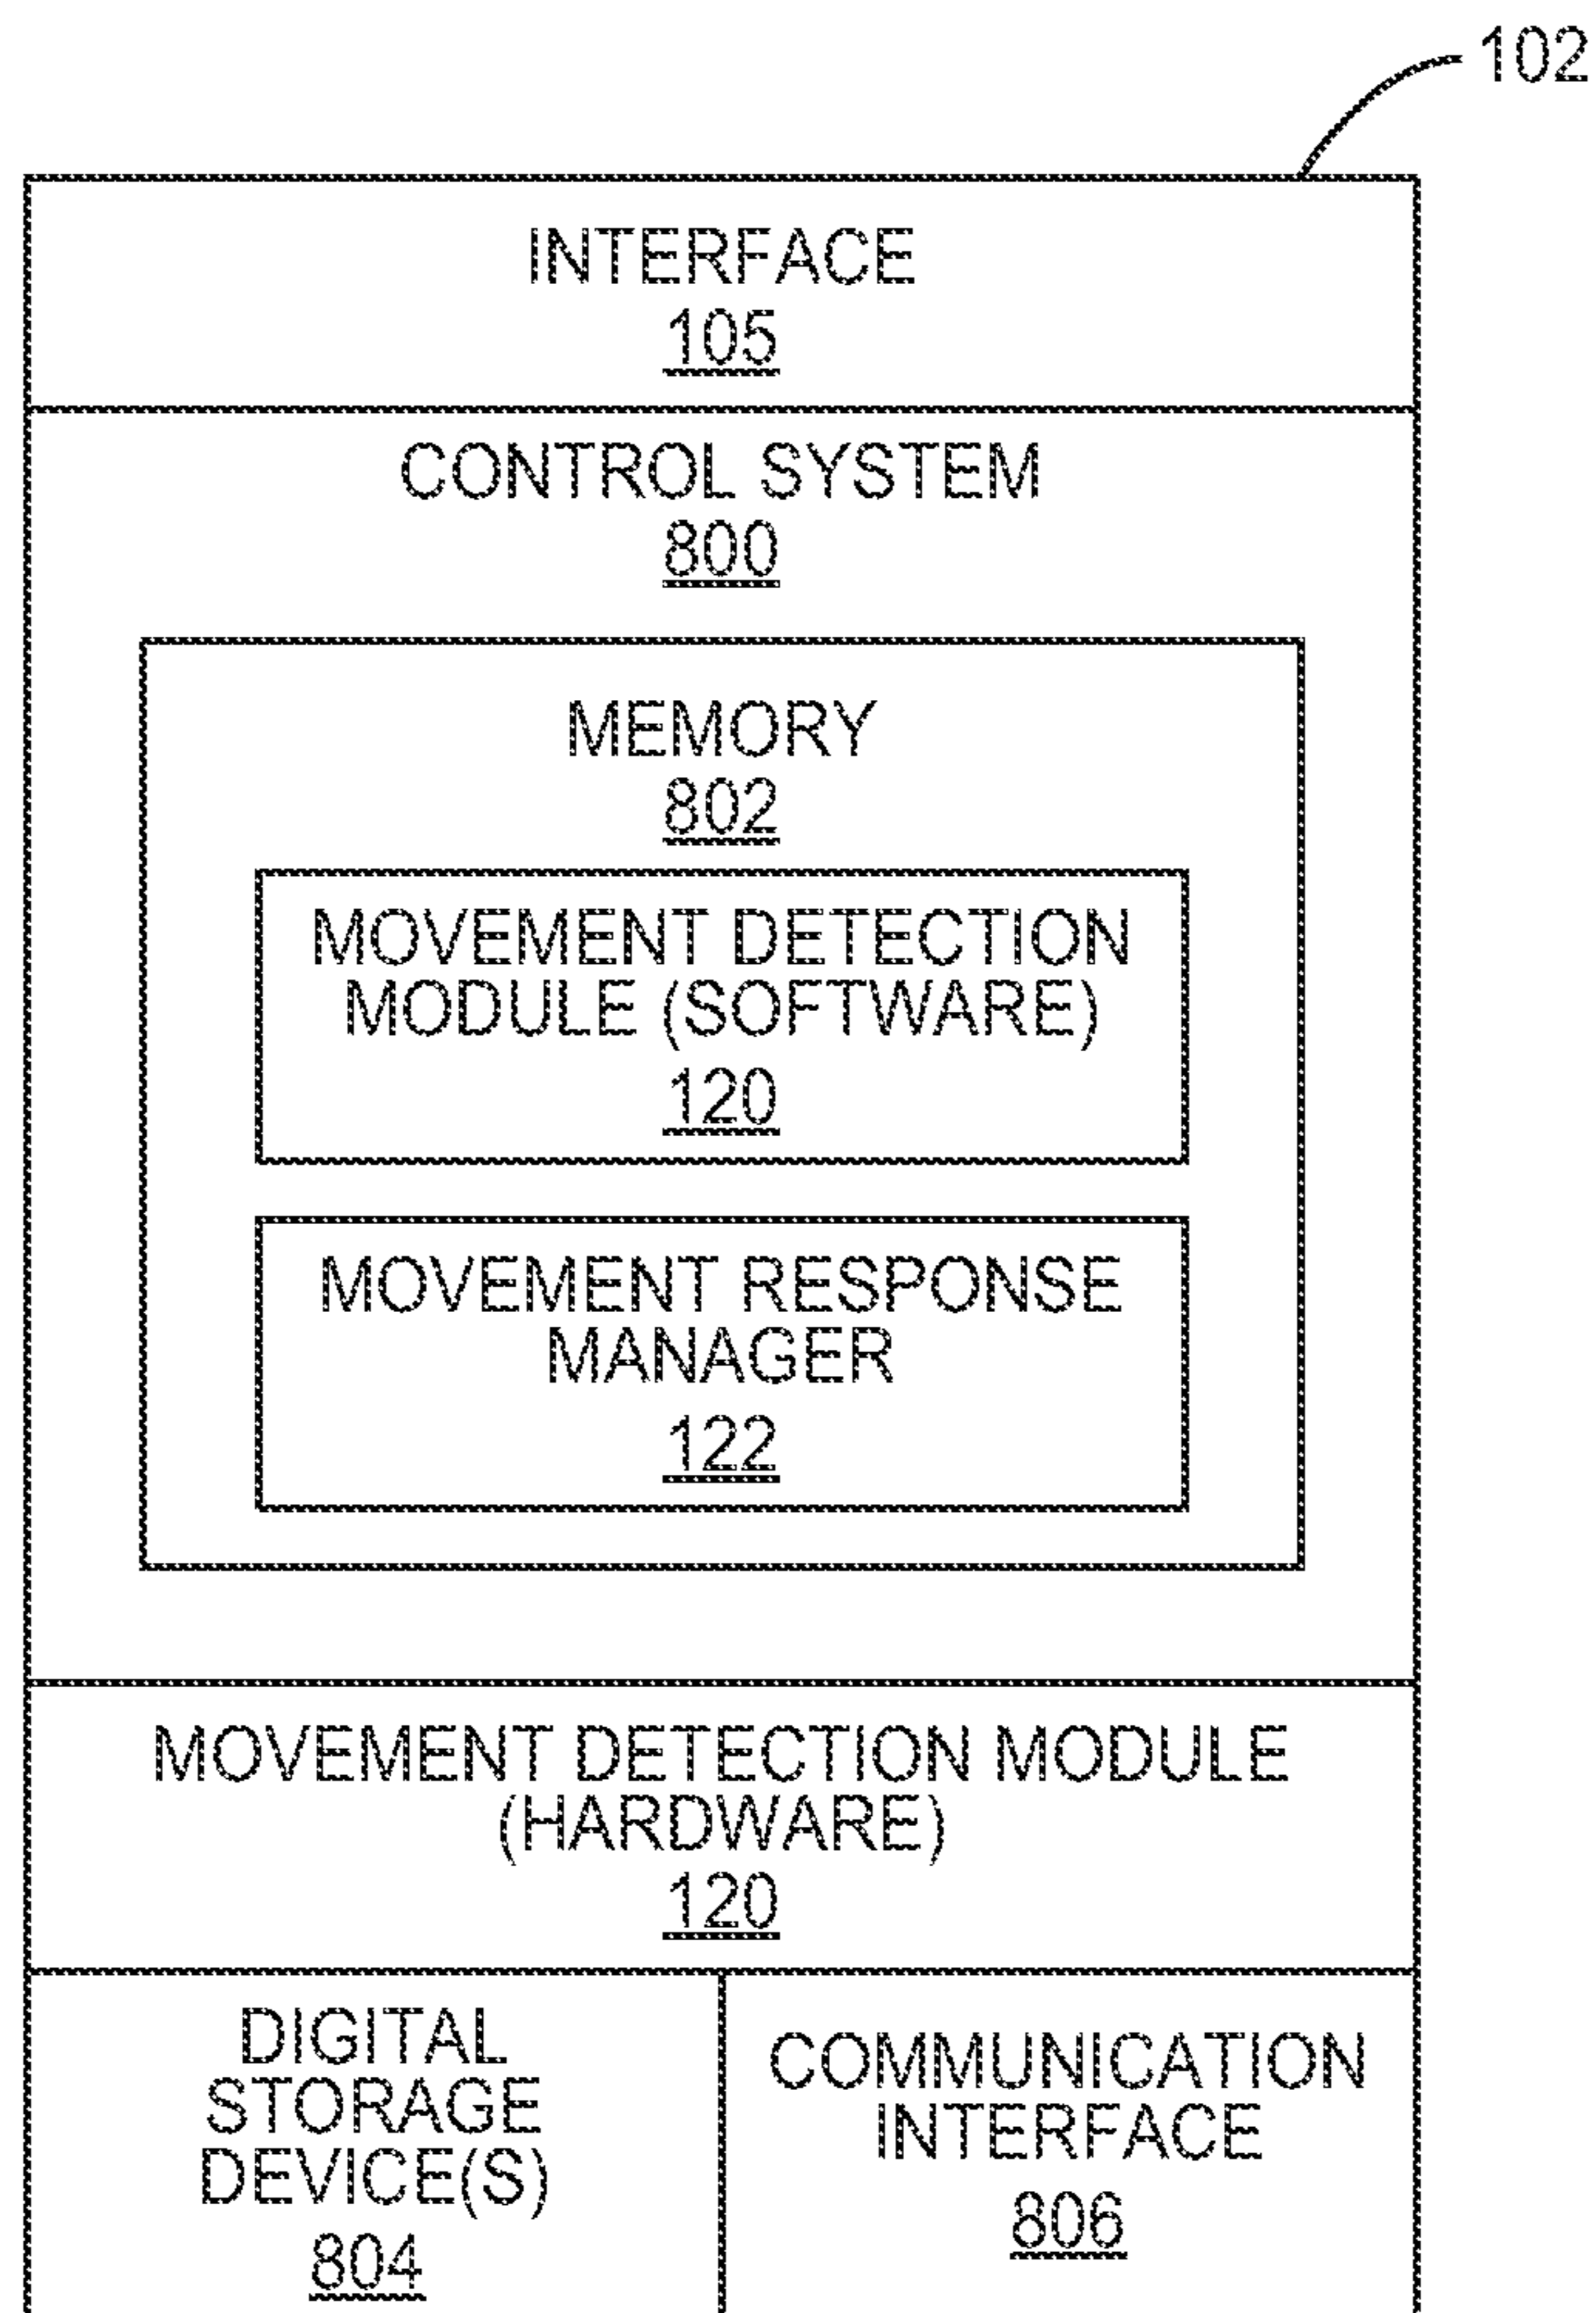 102
INTERFACE
105
CONTROL SYSTEM
800
MEMORY
802
MOVEMENT DETECTION
MODULE (SOFTWARE)
120
MOVEMENT RESPONSE
MANAGER
122
MOVEMENT DETECTION MODULE
(HARDWARE)
120
DIGITAL
STORAGE
DEVICE(S)
804
COMMUNICATION
INTERFACE
806